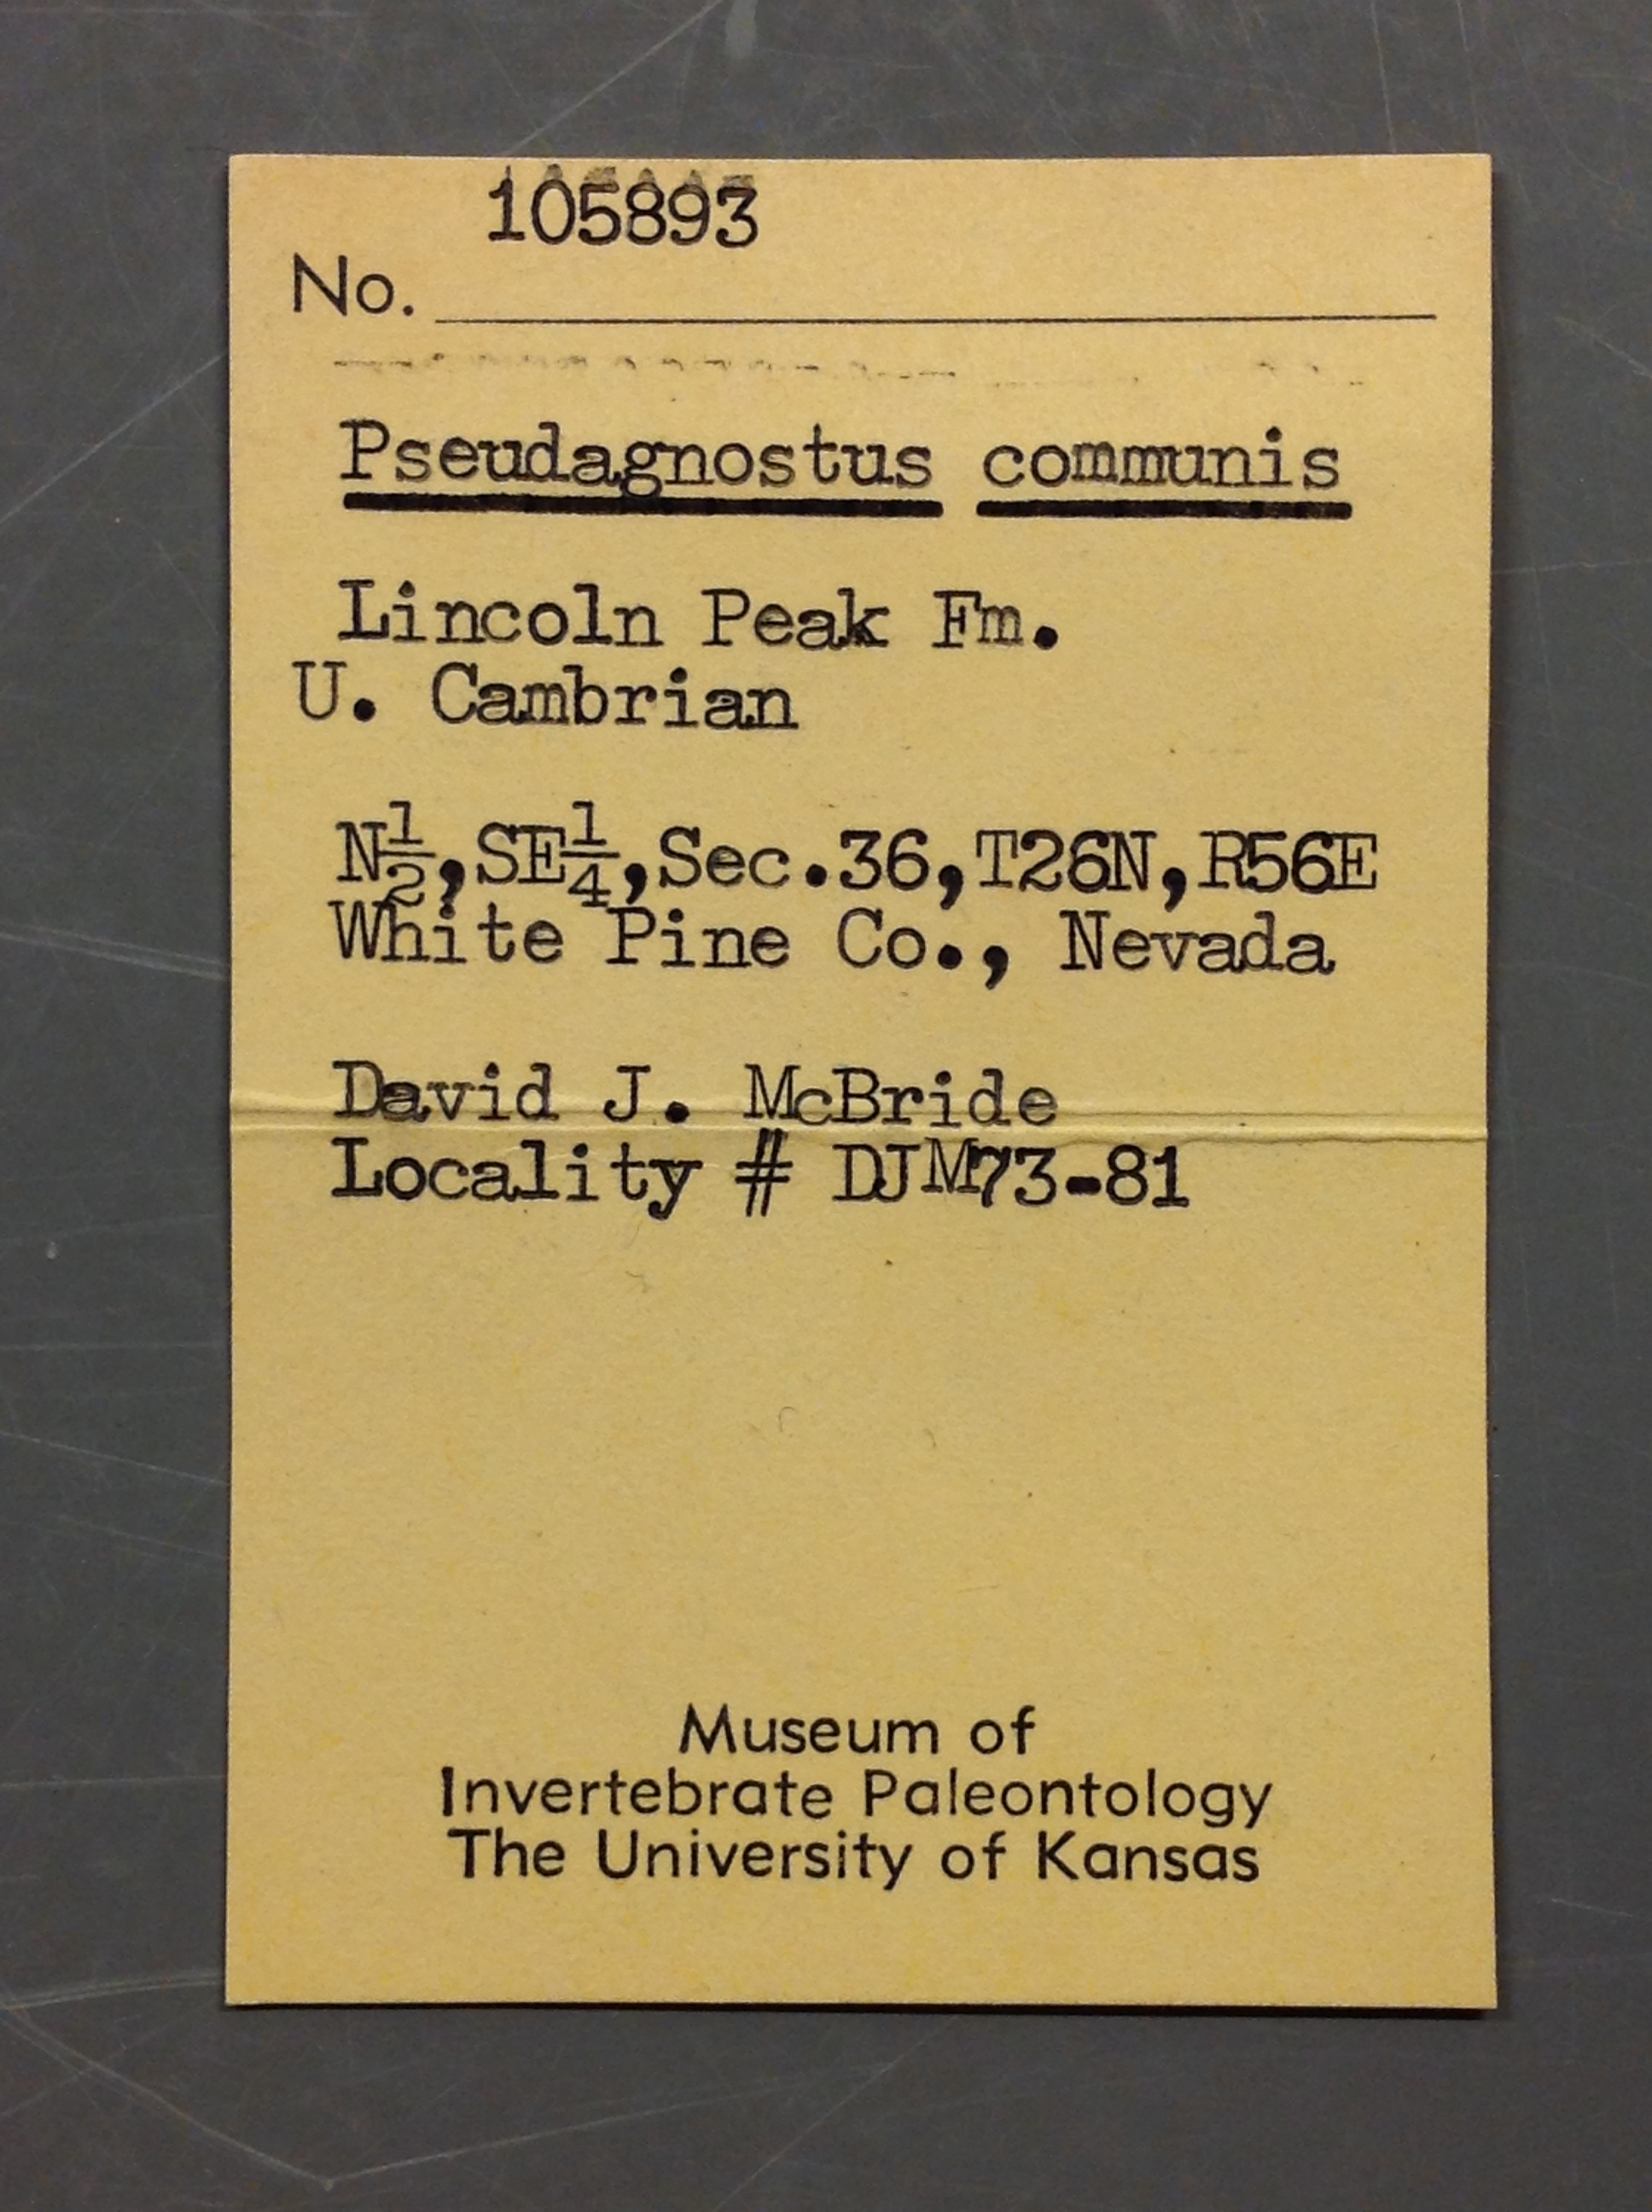 105893
No.
Pseudagnostus communis
Lincoln Peak Fm.
U. Cambrian
N½,SE¼,Sec.36,T26N,R56E
White Pine Co., Nevada
David J. McBride
Locality # DJM73-81
Museum of
Invertebrate Paleontology
The University of Kansas